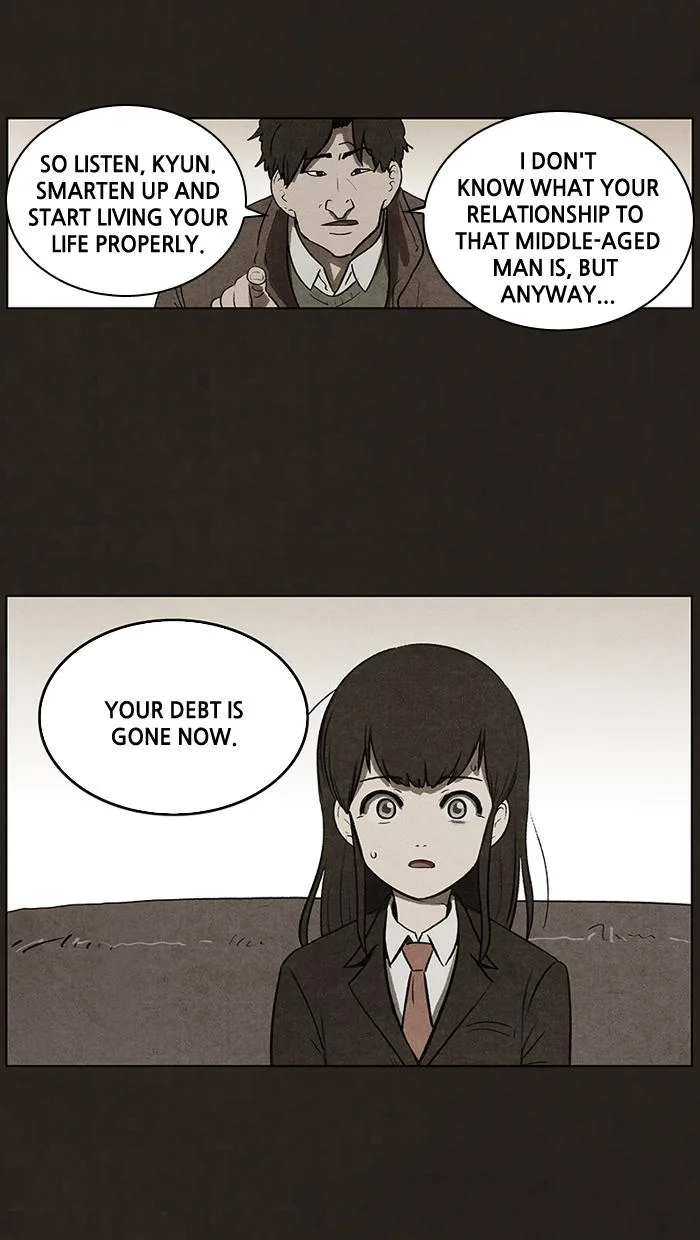 SO LISTEN, KYUN.
SMARTEN UP AND
START LIVING YOUR
LIFE PROPERLY.
I DON'T
KNOW WHAT YOUR
RELATIONSHIP TO
THAT MIDDLE-AGED
MAN IS, BUT
ANYWAY...
YOUR DEBT IS
GONE NOW.